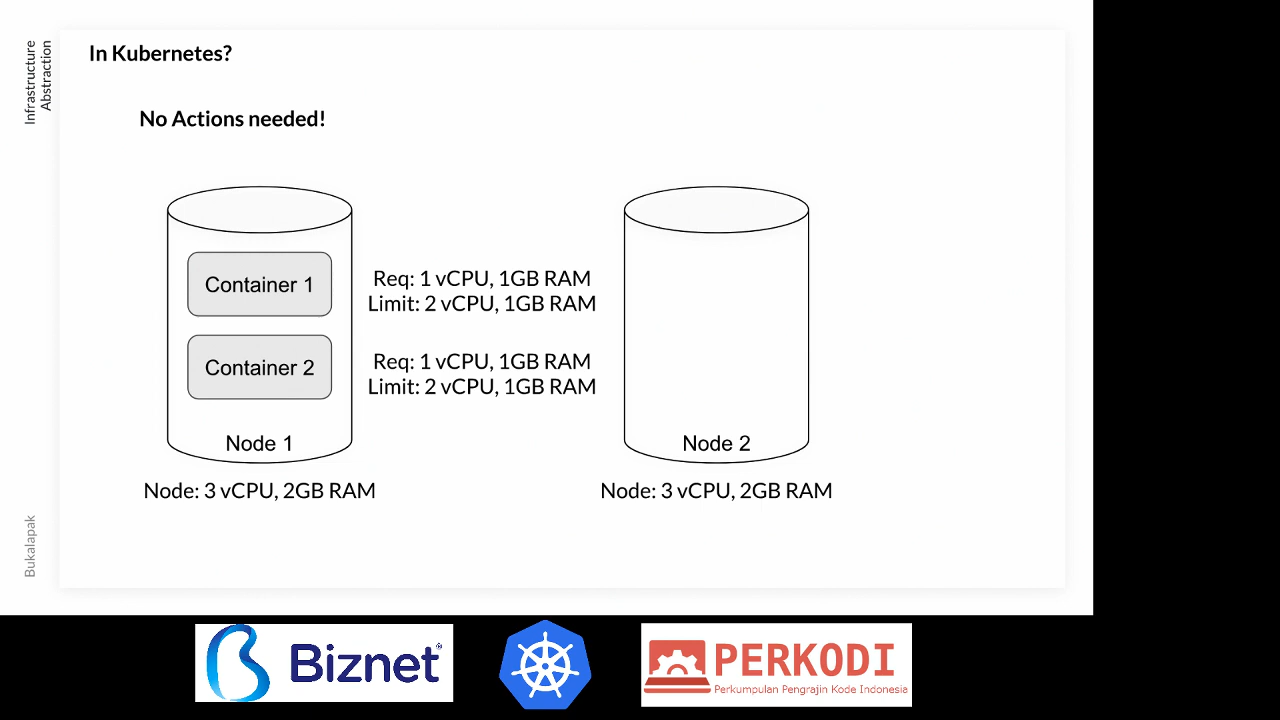 Infrastructure
Abstraction
In Kubernetes?
No Actions needed!
Container 1
Req: 1 vCPU, 1GB RAM
Limit: 2 vCPU, 1GB RAM
Container 2
Req: 1 vCPU, 1GB RAM
Limit: 2 vCPU, 1GB RAM
Node 1
Node 2
Node: 3 vCPU, 2GB RAM
Node: 3 vCPU, 2GB RAM
Bukalapak
Biznet®
PERKODI
Perkumpulan Pengrajin Kode Indonesia